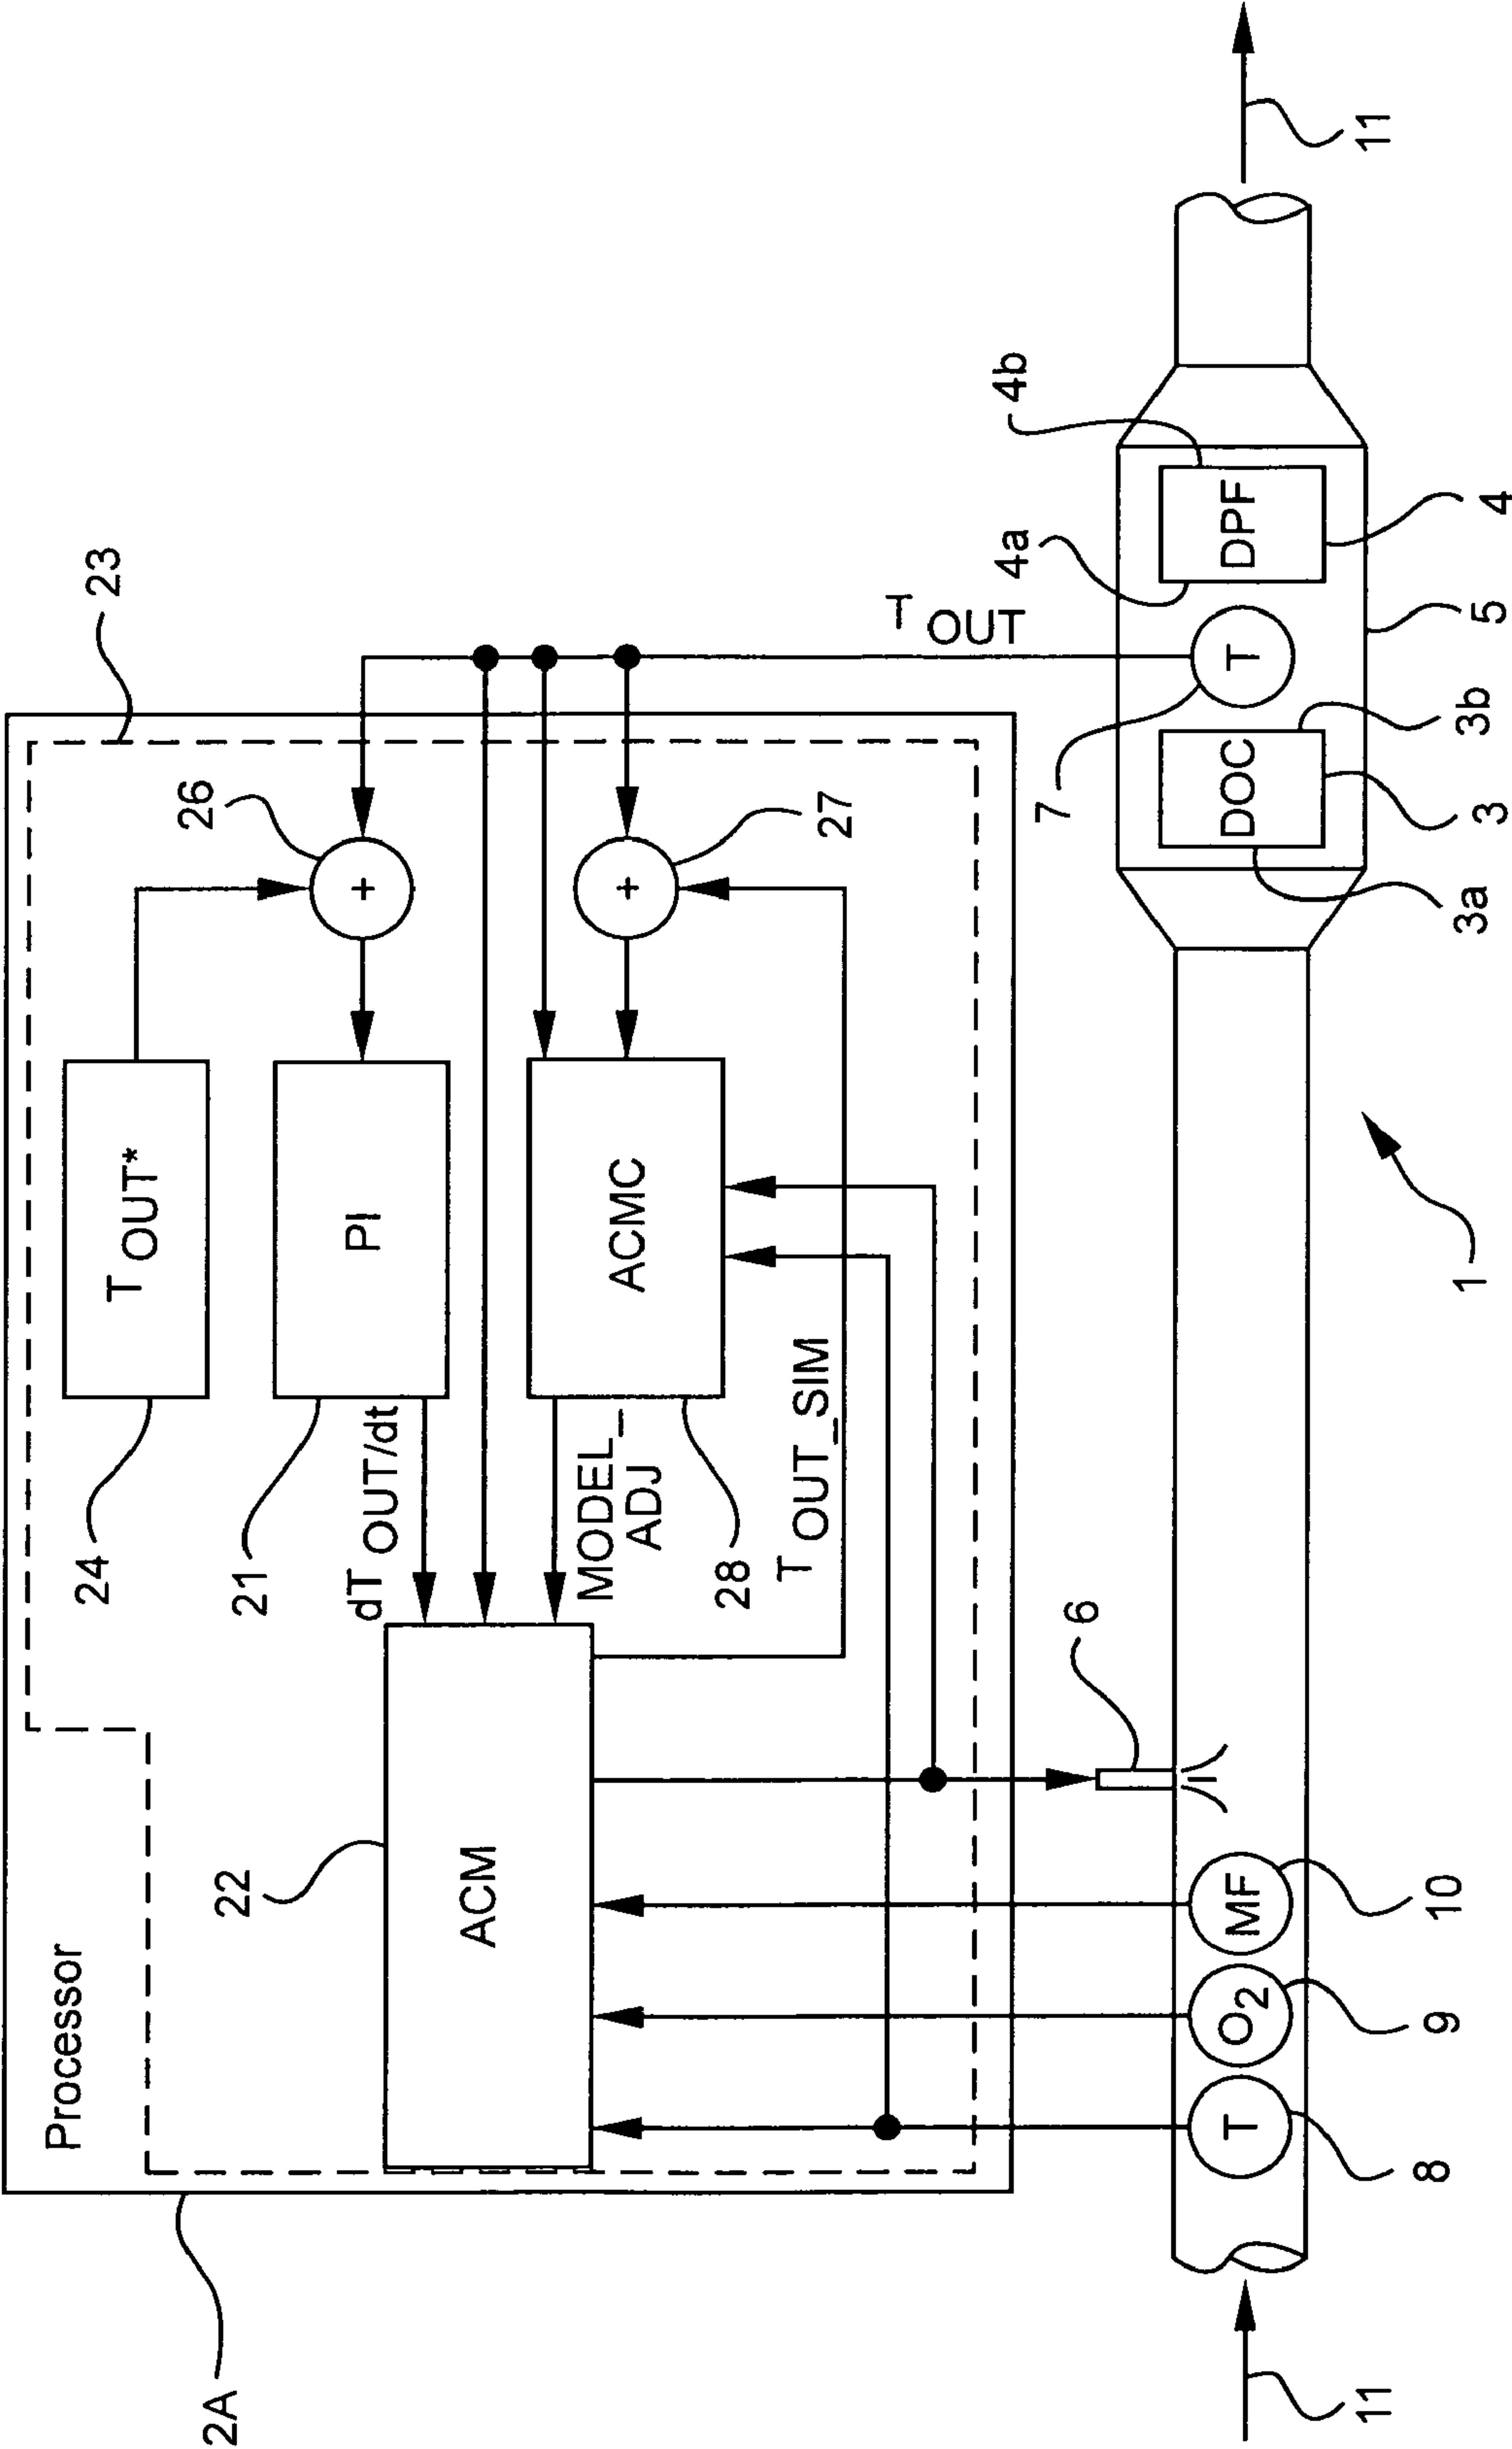 2A
Processor
23
24
T OUT*
26
21
PI
dT OUT/dt
+
22
ACM
28
MODEL_
ADJ
ACMC
27
+
T OUT_SIM
T OUT
6
7
4a
4b
11
8
T
9
O2
10
MF
1
3a
DOC
3
3b
T
5
DPF
4
11